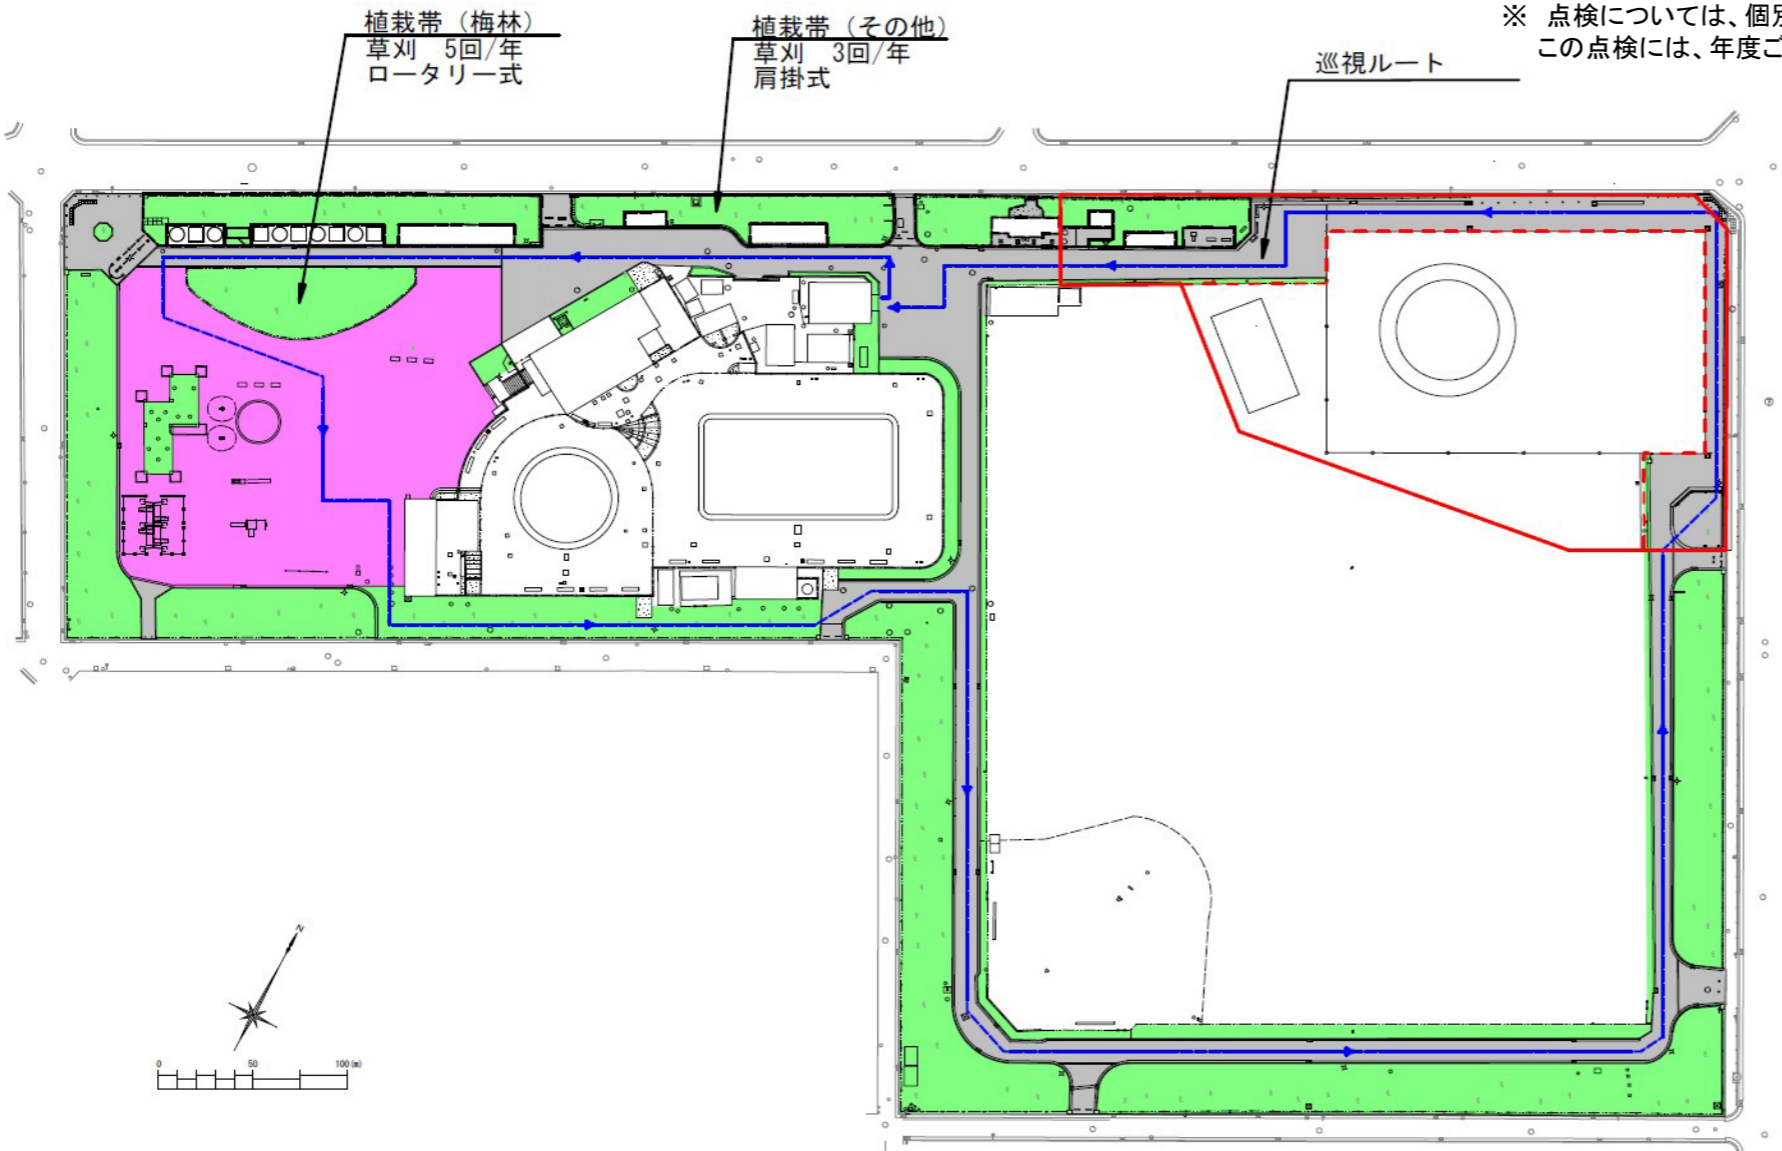 植栽帯（梅林）
草刈　5回/年
ロータリー式
植栽帯（その他）
草刈　3回/年
肩掛式
巡視ルート
※　点検については、個別
この点検には、年度ご
N
0 50 100(m)